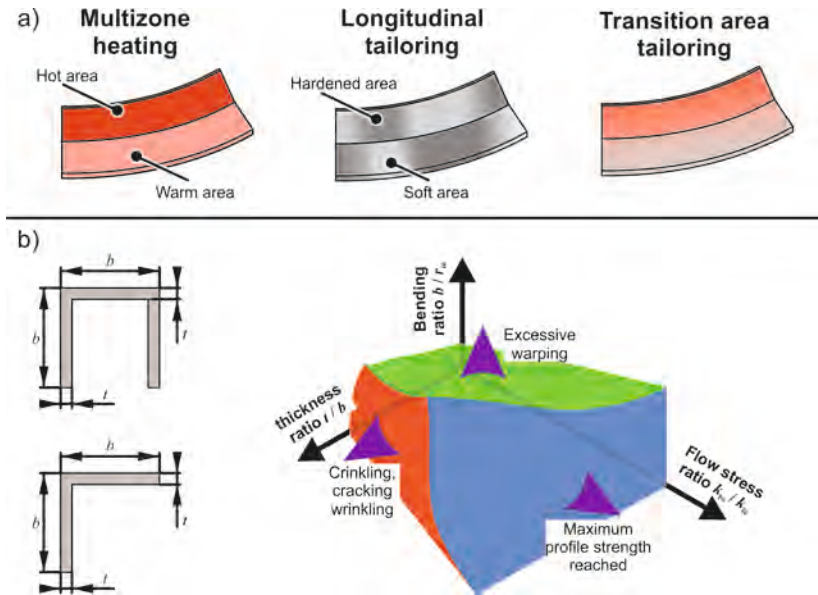 a)
Multizone
heating
Longitudinal
tailoring
Transition area
tailoring
Hot area
Warm area
Hardened area
Soft area
b)
b
b
t
t
b
b
t
t
Bending
ratio b / r
Excessive
warping
thickness
ratio t / b
Crinkling,
cracking
wrinkling
Flow stress
ratio k / k
Maximum
profile strength
reached